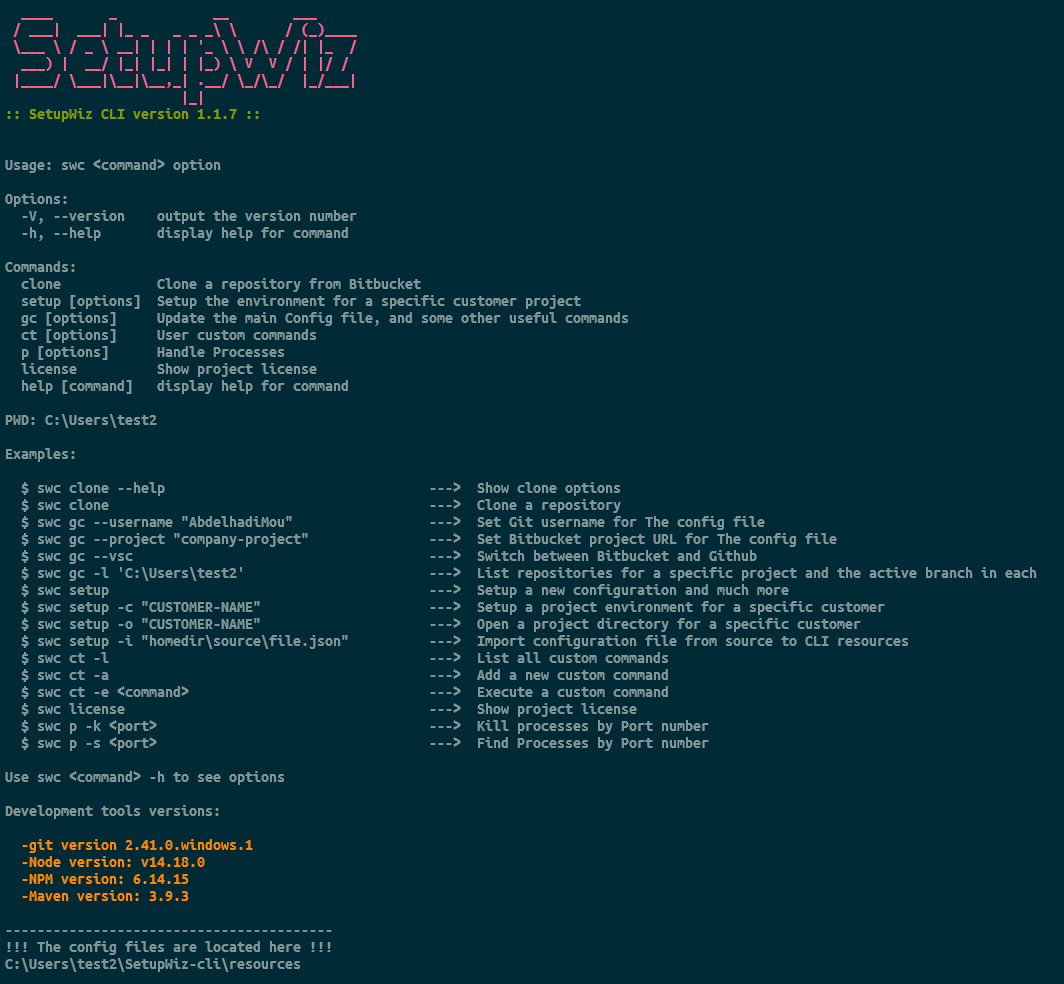 SetupWiz
:: SetupWiz CLI version 1.1.7 ::
Usage: swc <command> option
Options:
-V, --version    output the version number
-h, --help       display help for command
Commands:
clone            Clone a repository from Bitbucket
setup [options]  Setup the environment for a specific customer project
gc [options]     Update the main Config file, and some other useful commands
ct [options]     User custom commands
p [options]      Handle Processes
license          Show project license
help [command]   display help for command
PWD: C:\Users\test2
Examples:
$ swc clone --help                                 --->  Show clone options
$ swc clone                                        --->  Clone a repository
$ swc gc --username "AbdelhadiMou"                 --->  Set Git username for The config file
$ swc gc --project "company-project"               --->  Set Bitbucket project URL for The config file
$ swc gc --vsc                                     --->  Switch between Bitbucket and Github
$ swc gc -l 'C:\Users\test2'                       --->  List repositories for a specific project and the active branch in each
$ swc setup                                        --->  Setup a new configuration and much more
$ swc setup -c "CUSTOMER-NAME"                     --->  Setup a project environment for a specific customer
$ swc setup -o "CUSTOMER-NAME"                     --->  Open a project directory for a specific customer
$ swc setup -i "homedir\source\file.json"          --->  Import configuration file from source to CLI resources
$ swc ct -l                                        --->  List all custom commands
$ swc ct -a                                        --->  Add a new custom command
$ swc ct -e <command>                              --->  Execute a custom command
$ swc license                                      --->  Show project license
$ swc p -k <port>                                  --->  Kill processes by Port number
$ swc p -s <port>                                  --->  Find Processes by Port number
Use swc <command> -h to see options
Development tools versions:
-git version 2.41.0.windows.1
-Node version: v14.18.0
-NPM version: 6.14.15
-Maven version: 3.9.3
-----------------------------------------
!!! The config files are located here !!!
C:\Users\test2\SetupWiz-cli\resources